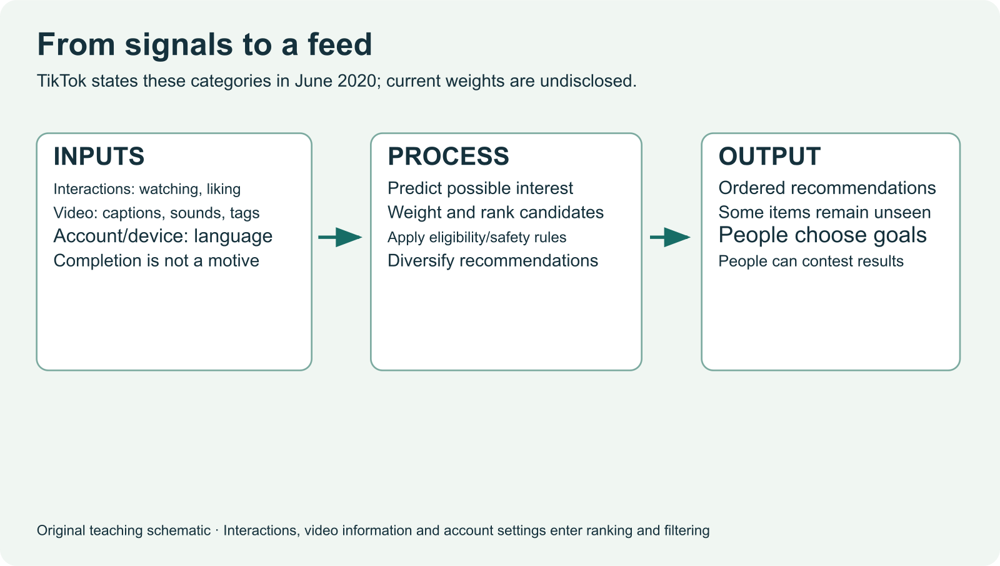 From signals to a feed
TikTok states these categories in June 2020; current weights are undisclosed.
INPUTS
Interactions: watching, liking
Video: captions, sounds, tags
Account/device: language
Completion is not a motive
PROCESS
Predict possible interest
Weight and rank candidates
Apply eligibility/safety rules
Diversify recommendations
OUTPUT
Ordered recommendations
Some items remain unseen
People choose goals
People can contest results
Original teaching schematic · Interactions, video information and account settings enter ranking and filtering